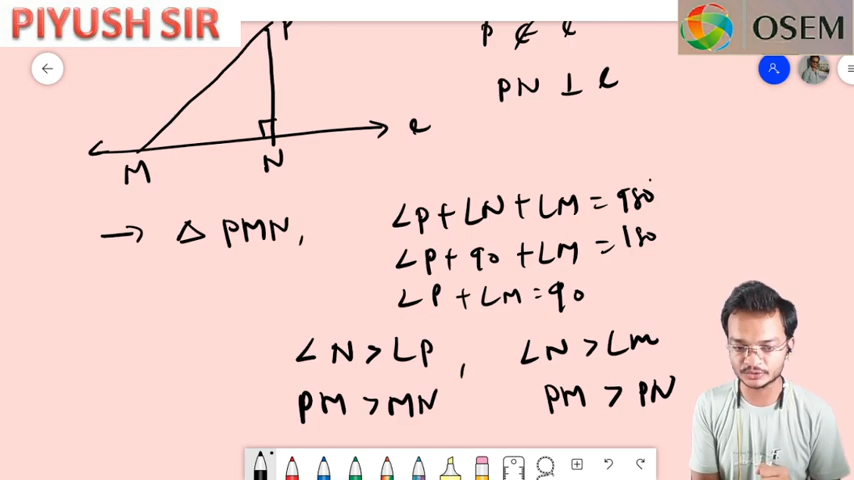 PIYUSH SIR
OSEM
P
P ∉ l
PN ⊥ l
l
M
N
→ △ PMN,
∠P + ∠N + ∠M = 180°
∠P + 90 + ∠M = 180
∠P + ∠M = 90
∠N > ∠P , ∠N > ∠M
PM > MN PM > PN